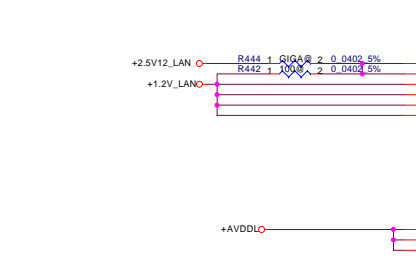 +2.5V12_LAN R444 1 GIGA@ 2 0_0402_5%
R442 1 100@ 2 0_0402_5%
+1.2V_LAN
+AVDDL